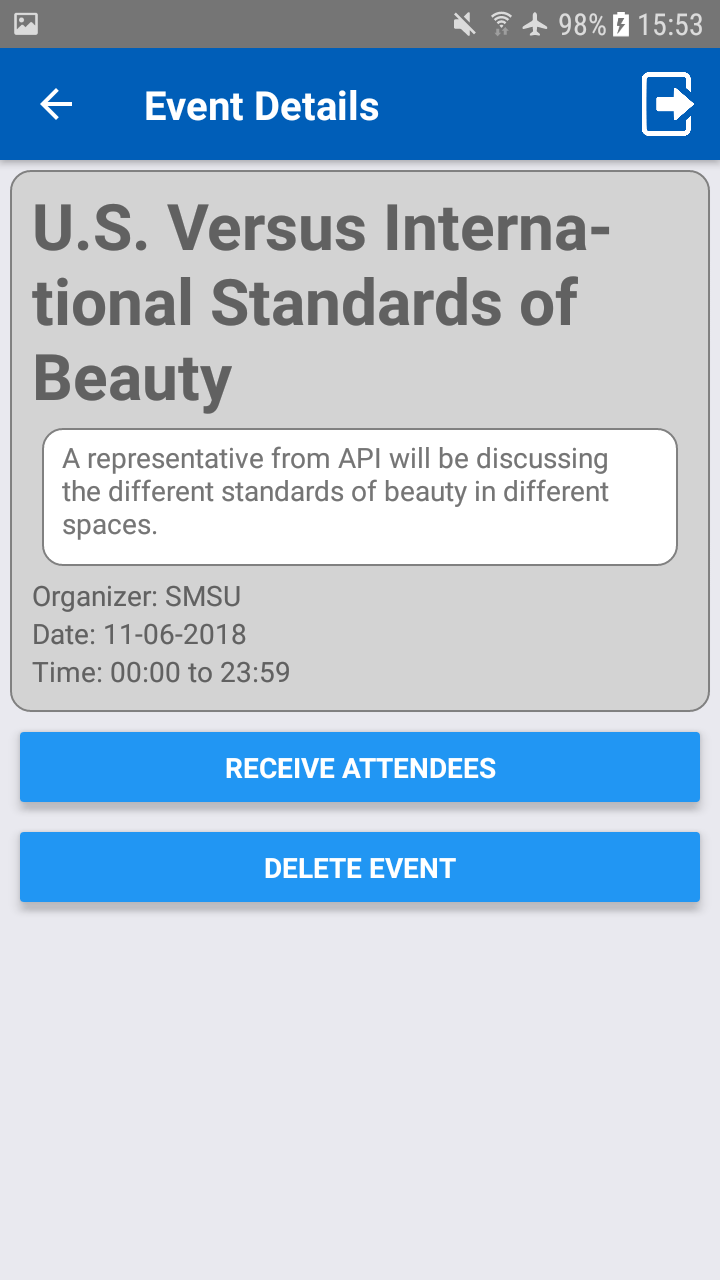 98% 15:53
Event Details
U.S. Versus Interna-
tional Standards of
Beauty
A representative from API will be discussing
the different standards of beauty in different
spaces.
Organizer: SMSU
Date: 11-06-2018
Time: 00:00 to 23:59
RECEIVE ATTENDEES
DELETE EVENT